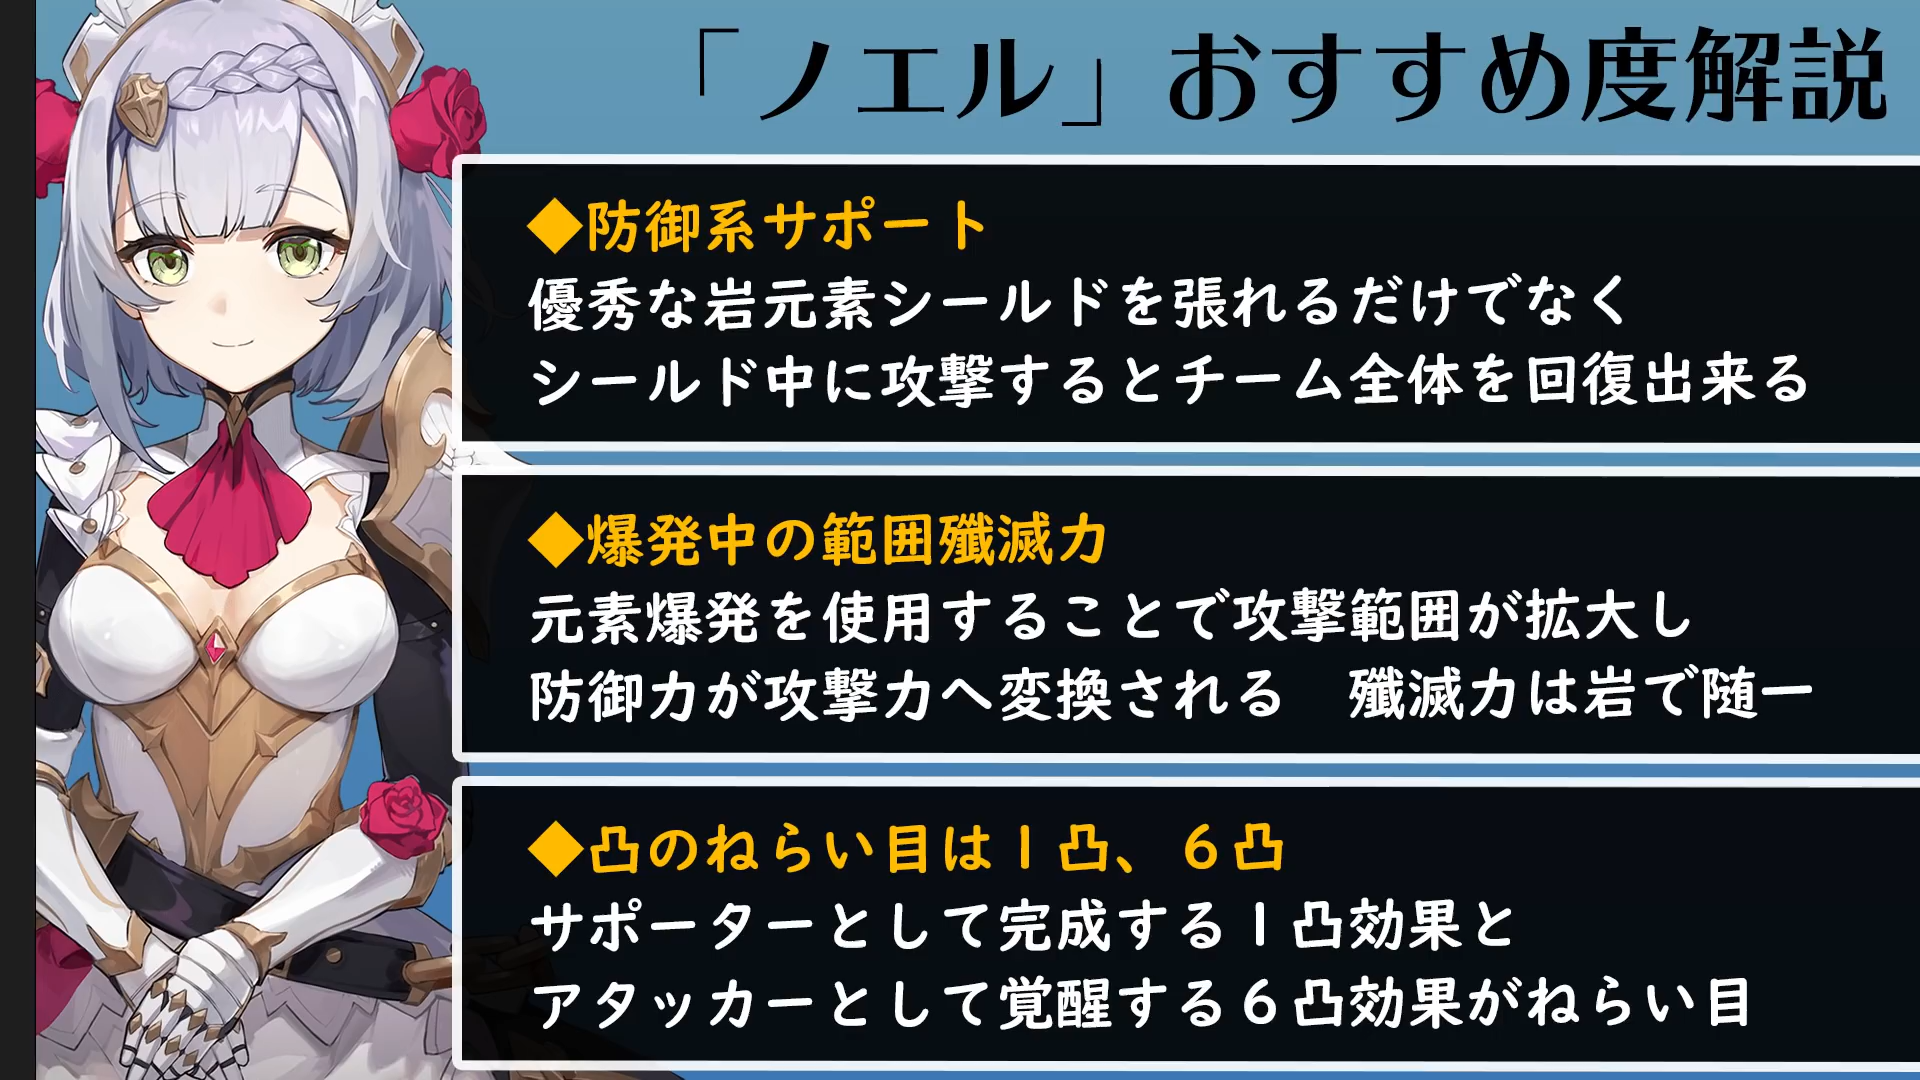 「ノエル」おすすめ度解説
◆防御系サポート
優秀な岩元素シールドを張れるだけでなく
シールド中に攻撃するとチーム全体を回復出来る
◆爆発中の範囲殲滅力
元素爆発を使用することで攻撃範囲が拡大し
防御力が攻撃力へ変換される　殲滅力は岩で随一
◆凸のねらい目は１凸、６凸
サポーターとして完成する１凸効果と
アタッカーとして覚醒する６凸効果がねらい目